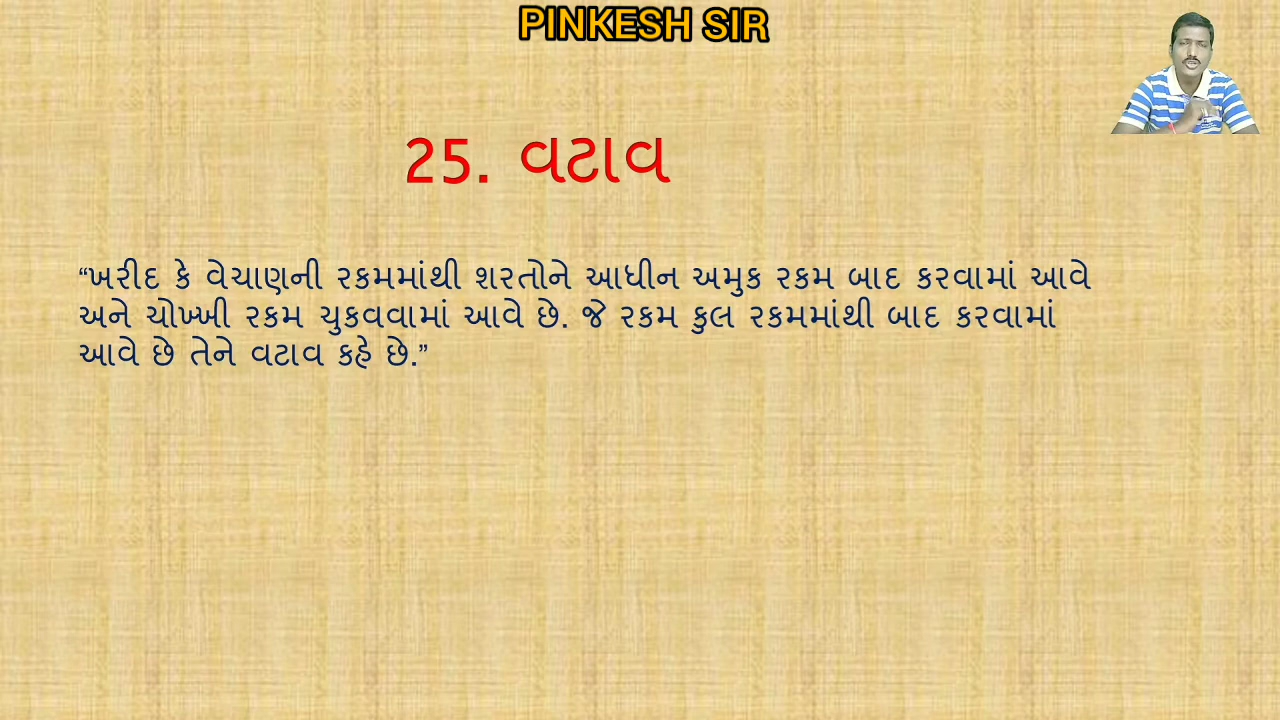 PINKESH SIR
25. વટાવ
“ખરીદ કે વેચાણની રકમમાંથી શરતોને આધીન અમુક રકમ બાદ કરવામાં આવે
અને ચોખ્ખી રકમ ચુકવવામાં આવે છે. જે રકમ કુલ રકમમાંથી બાદ કરવામાં
આવે છે તેને વટાવ કહે છે.”